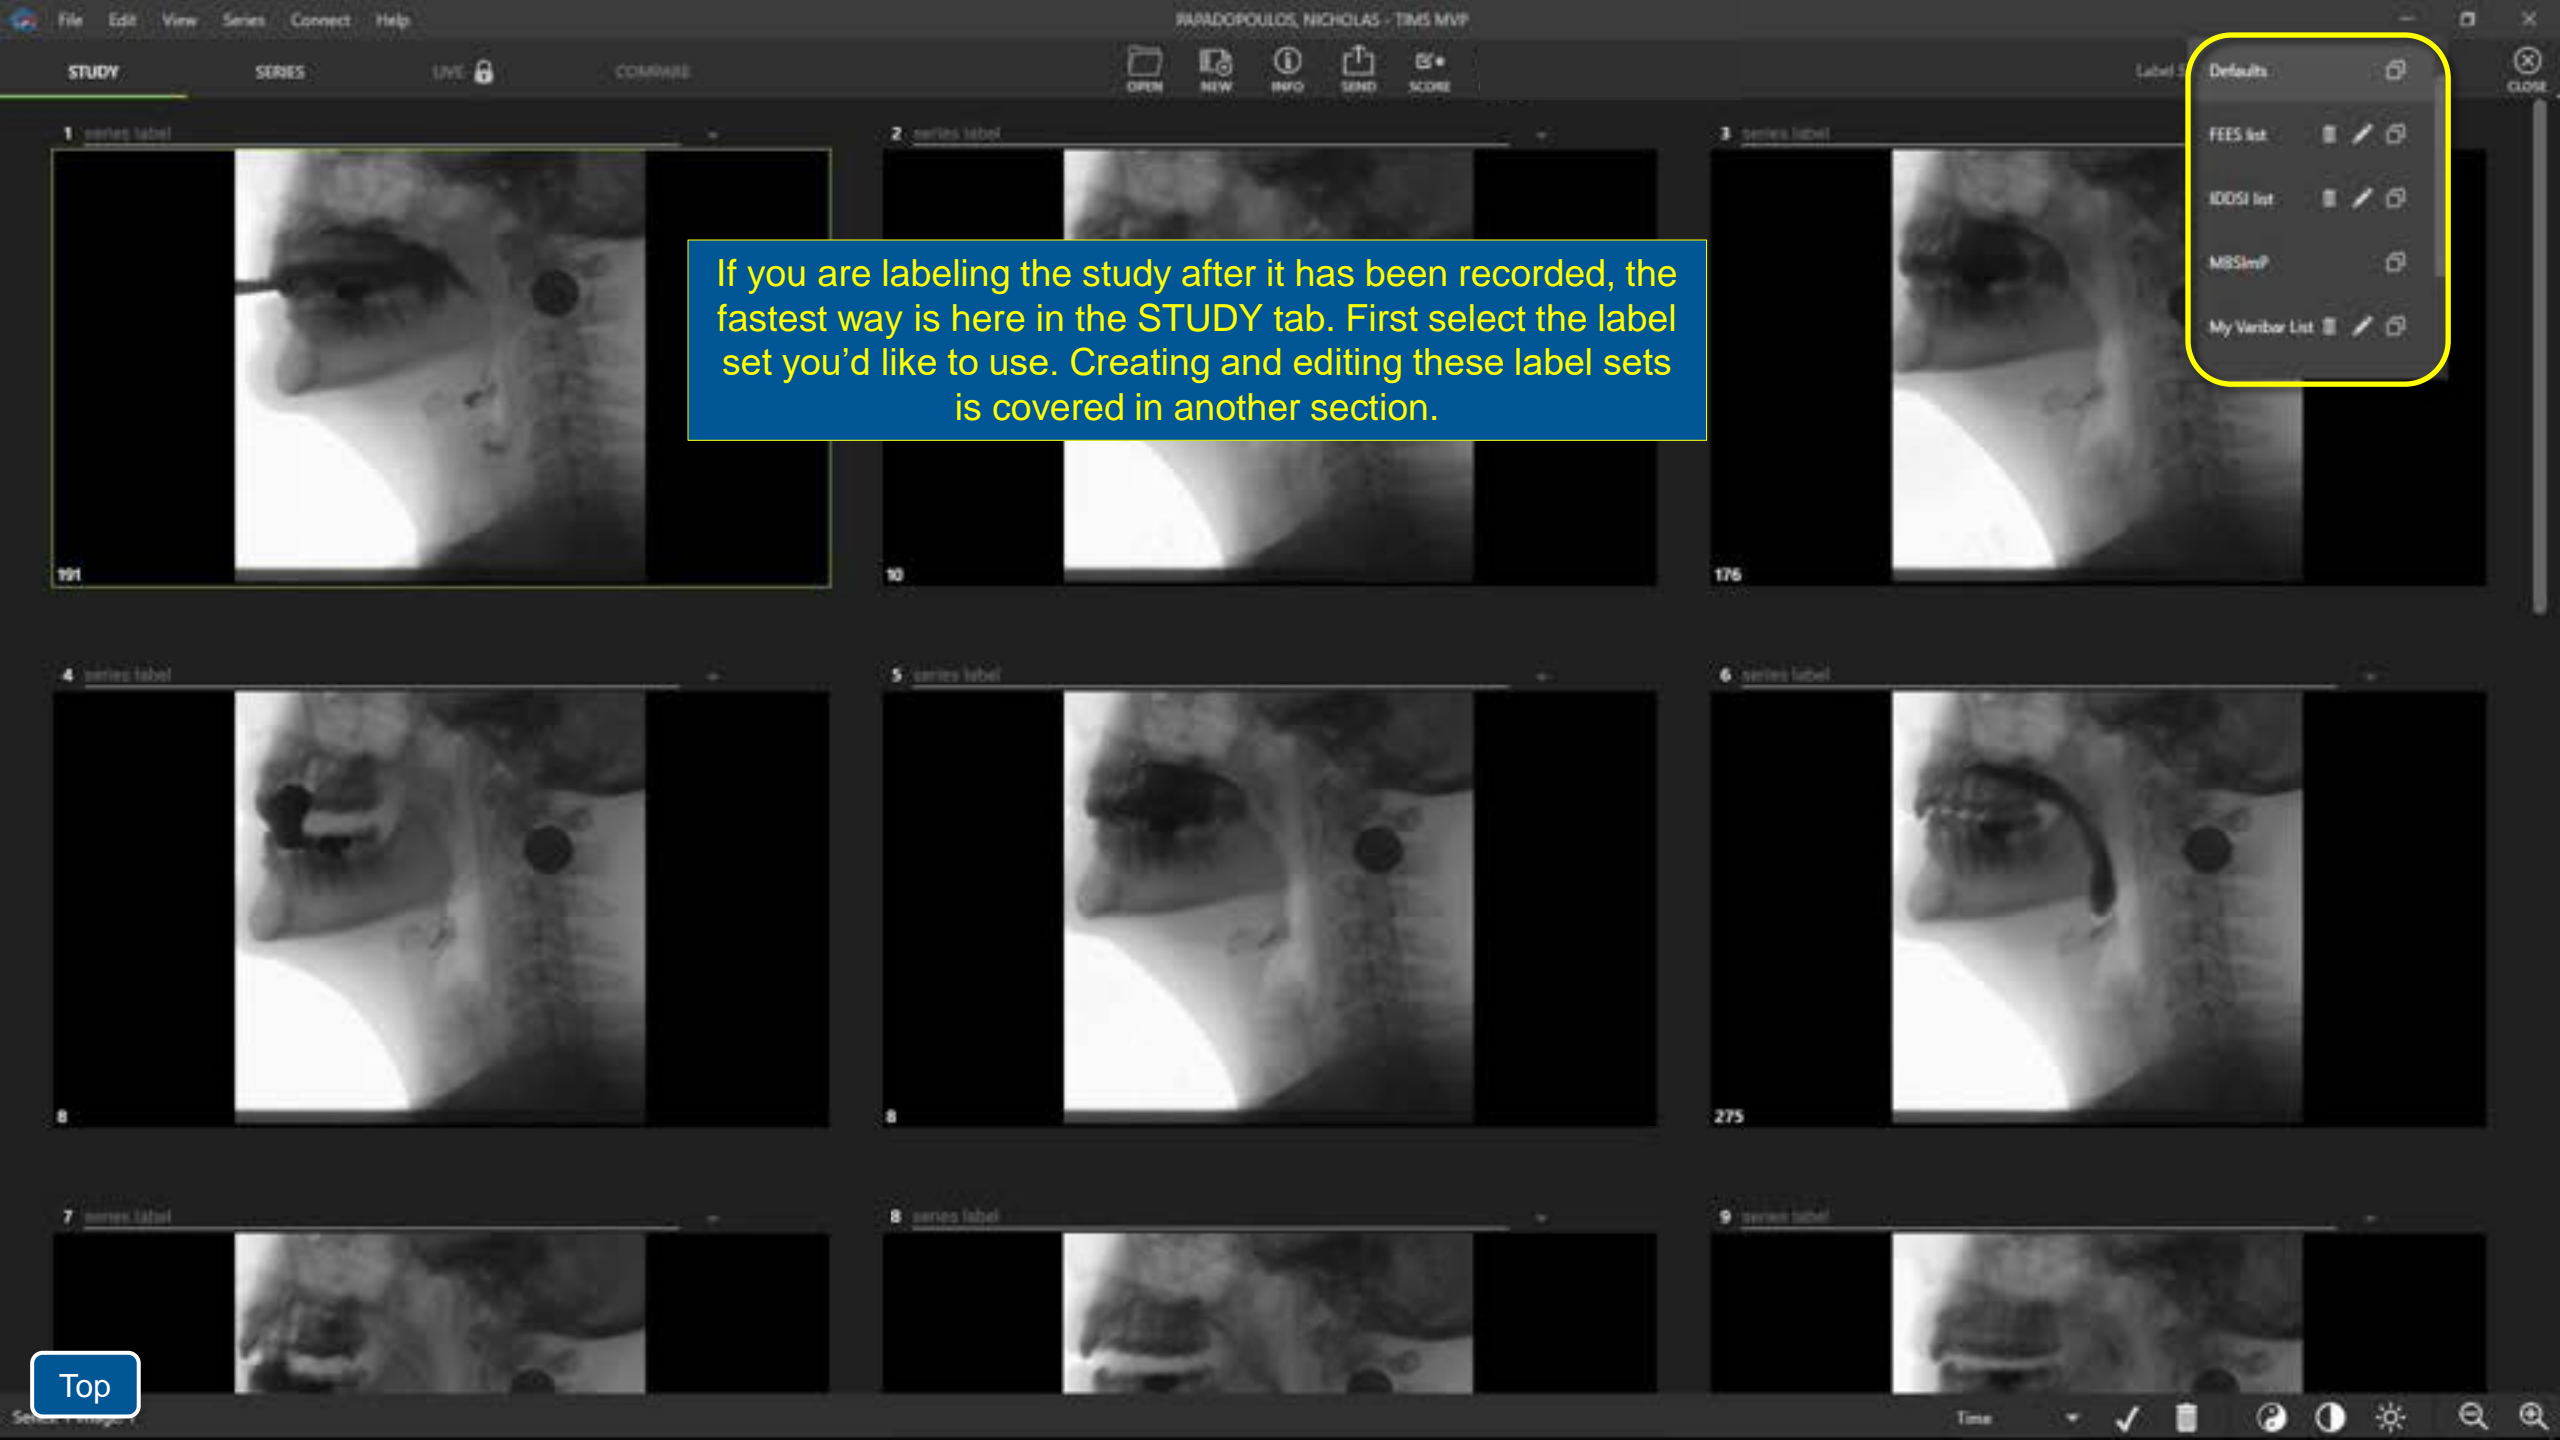 File Edit View Series Connect Help
PAPADOPOULOS, NICHOLAS - TIMS MVP
STUDY SERIES LIVE COMPARE
OPEN NEW INFO SEND SCORE
Label S
Defaults
CLOSE
FEES list
IDDSI list
MBSImP
My Varibar List
1 series label
2 series label
3 series label
If you are labeling the study after it has been recorded, the
fastest way is here in the STUDY tab. First select the label
set you’d like to use. Creating and editing these label sets
is covered in another section.
191
10
176
4 series label
5 series label
6 series label
8
8
275
7 series label
8 series label
9 series label
Top
Time